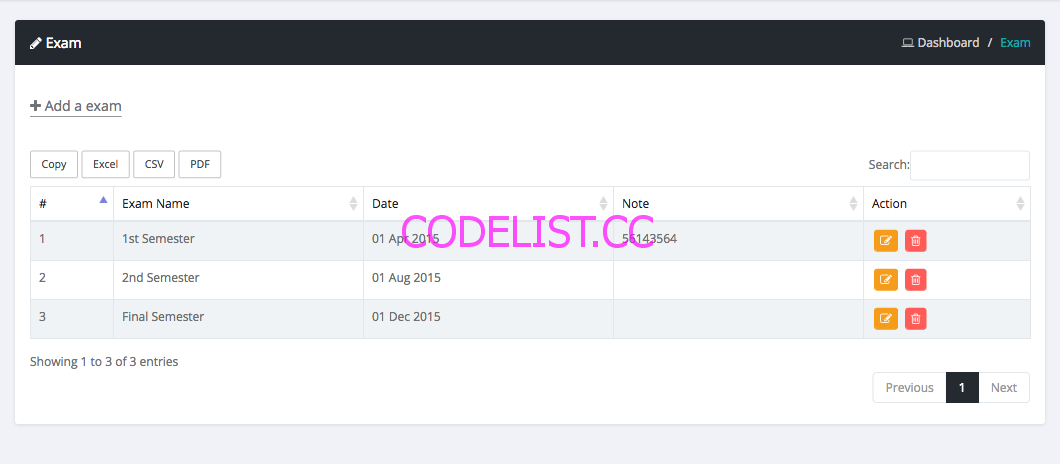 Exam
Dashboard / Exam
Add a exam
Copy Excel CSV PDF
Search:
# Exam Name Date Note Action
1 1st Semester 01 Apr 2015 56143564
CODELIST.CC
2 2nd Semester 01 Aug 2015
3 Final Semester 01 Dec 2015
Showing 1 to 3 of 3 entries
Previous 1 Next